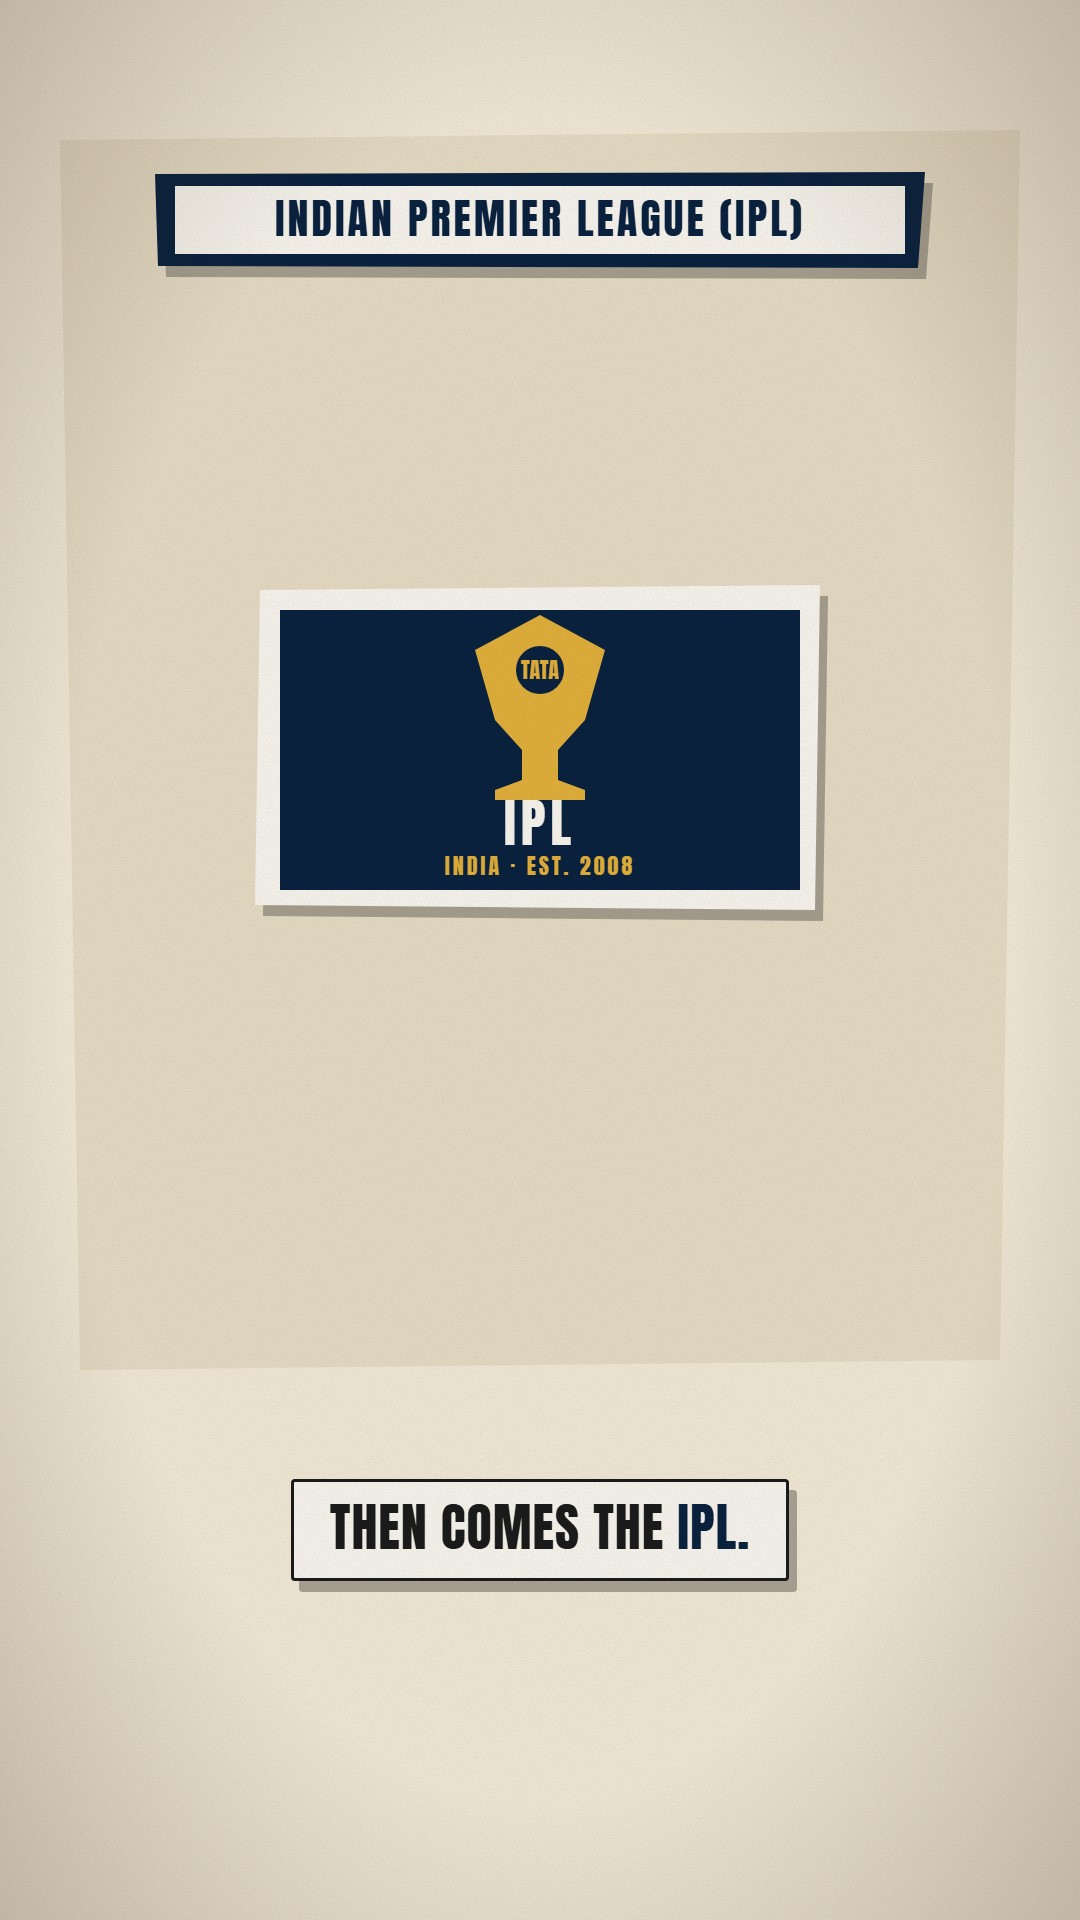 INDIAN PREMIER LEAGUE (IPL)
TATA
IPL
INDIA · EST. 2008
THEN COMES THE IPL.